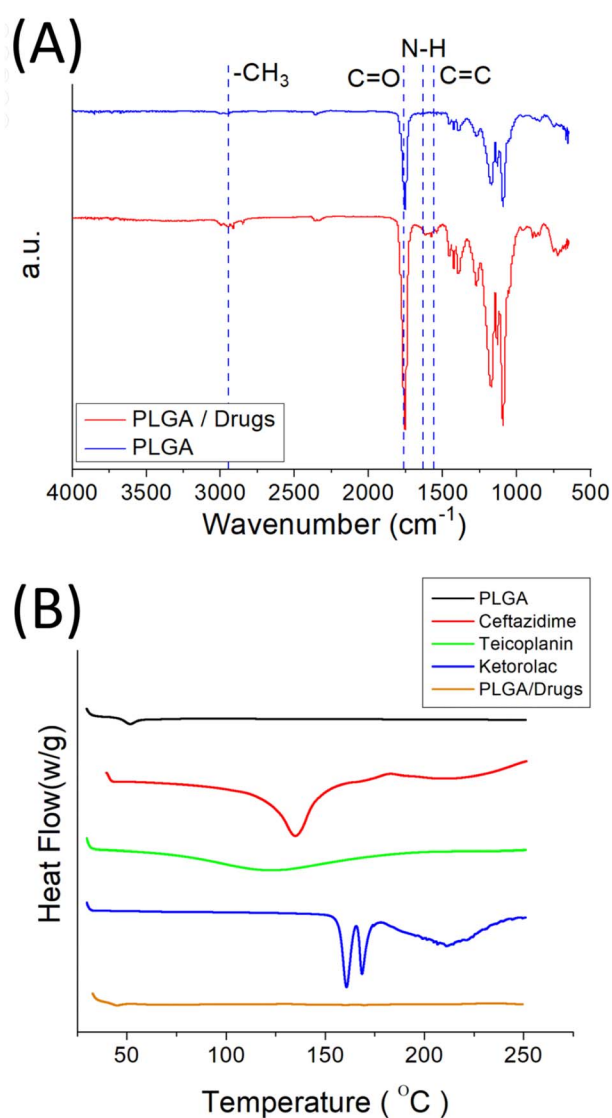 (A)
N-H
-CH₃
C=O
C=C
a.u.
PLGA / Drugs
PLGA
4000 3500 3000 2500 2000 1500 1000 500
Wavenumber (cm⁻¹)
(B)
PLGA
Ceftazidime
Teicoplanin
Ketorolac
PLGA/Drugs
Heat Flow(w/g)
50 100 150 200 250
Temperature ( °C)